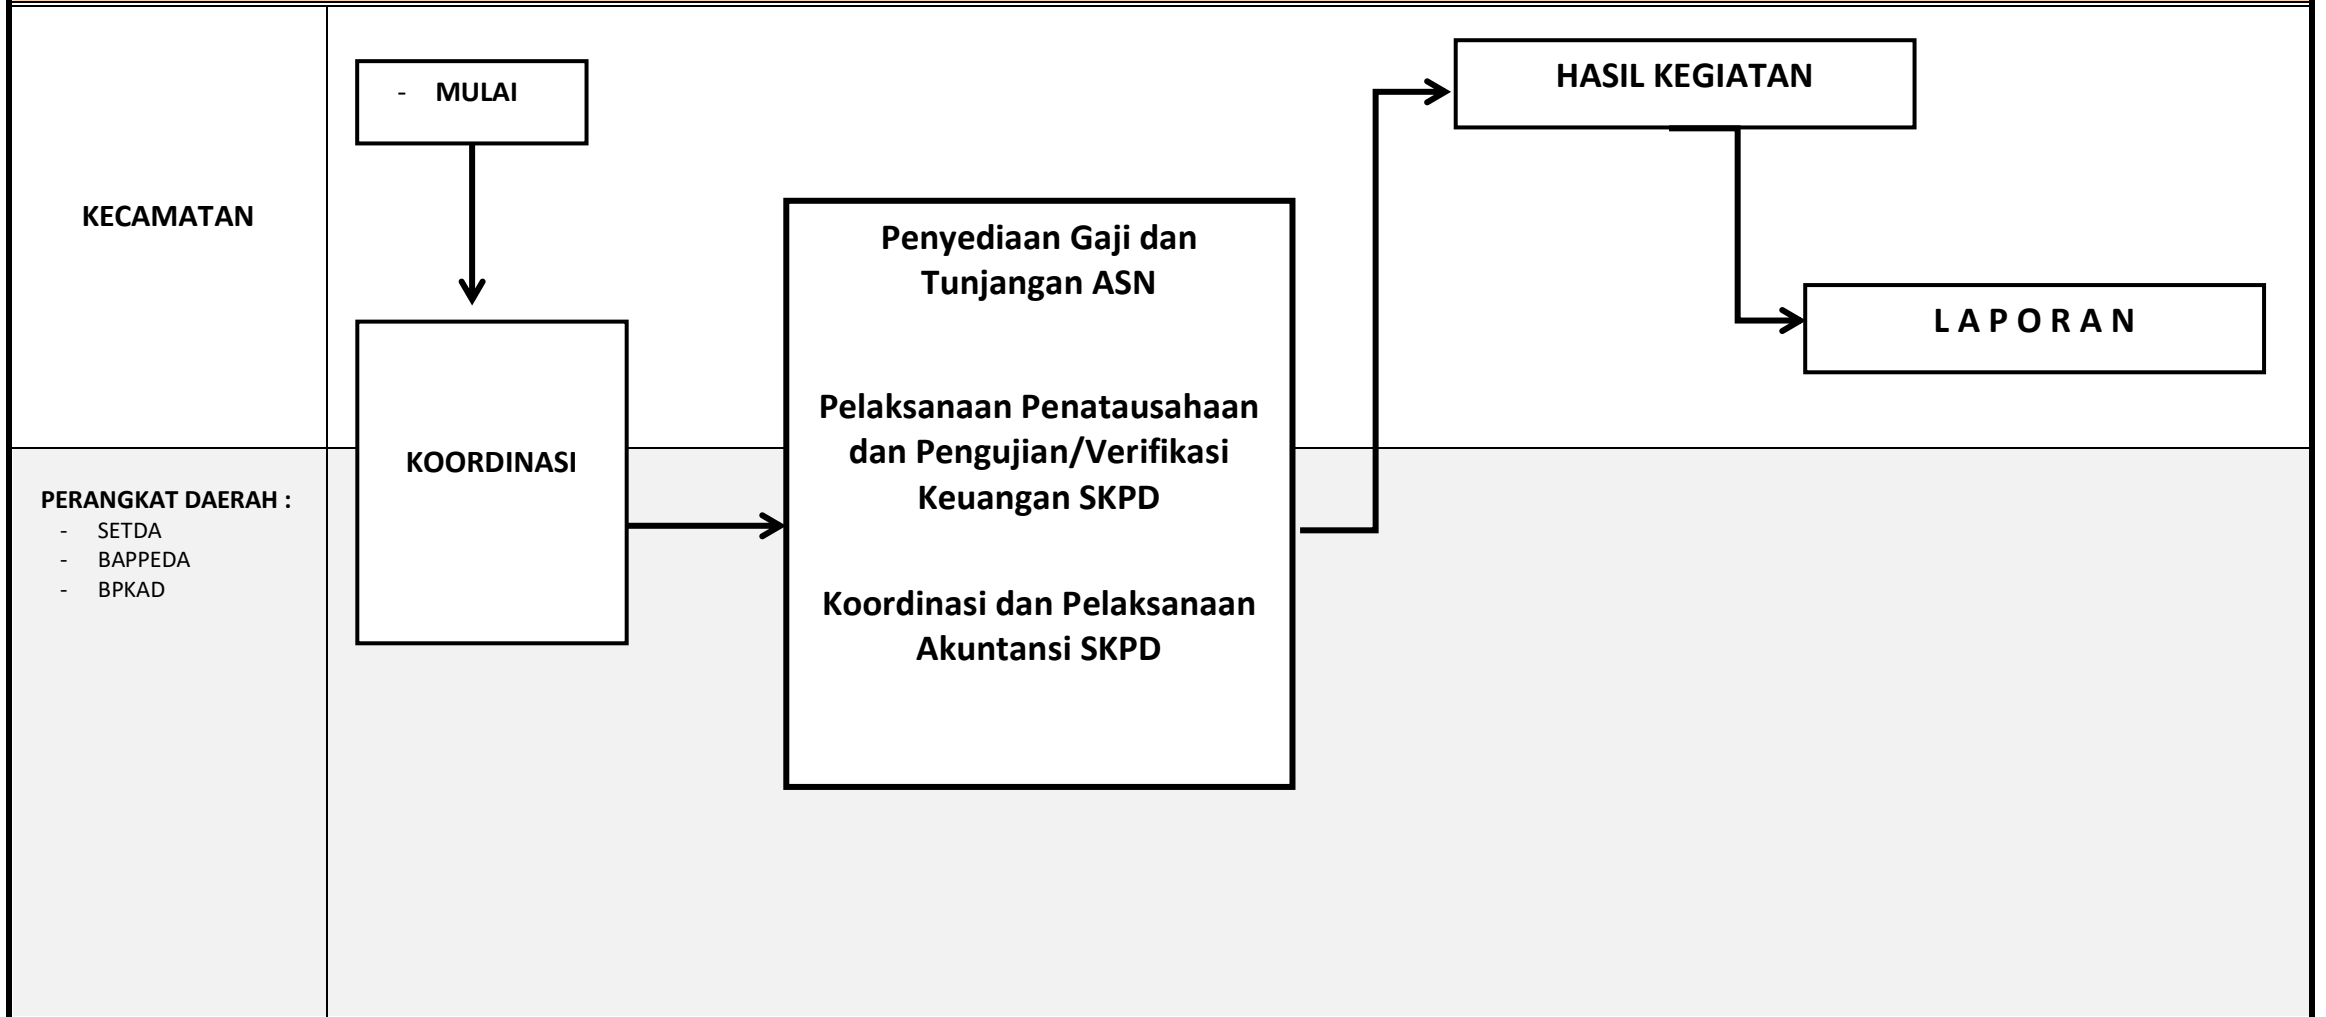 KECAMATAN
- MULAI
KOORDINASI
Penyediaan Gaji dan
Tunjangan ASN
Pelaksanaan Penatausahaan
dan Pengujian/Verifikasi
Keuangan SKPD
Koordinasi dan Pelaksanaan
Akuntansi SKPD
HASIL KEGIATAN
L A P O R A N
PERANGKAT DAERAH :
- SETDA
- BAPPEDA
- BPKAD